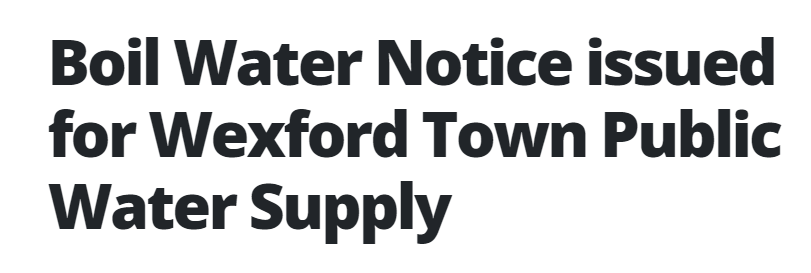 Boil Water Notice issued
for Wexford Town Public
Water Supply